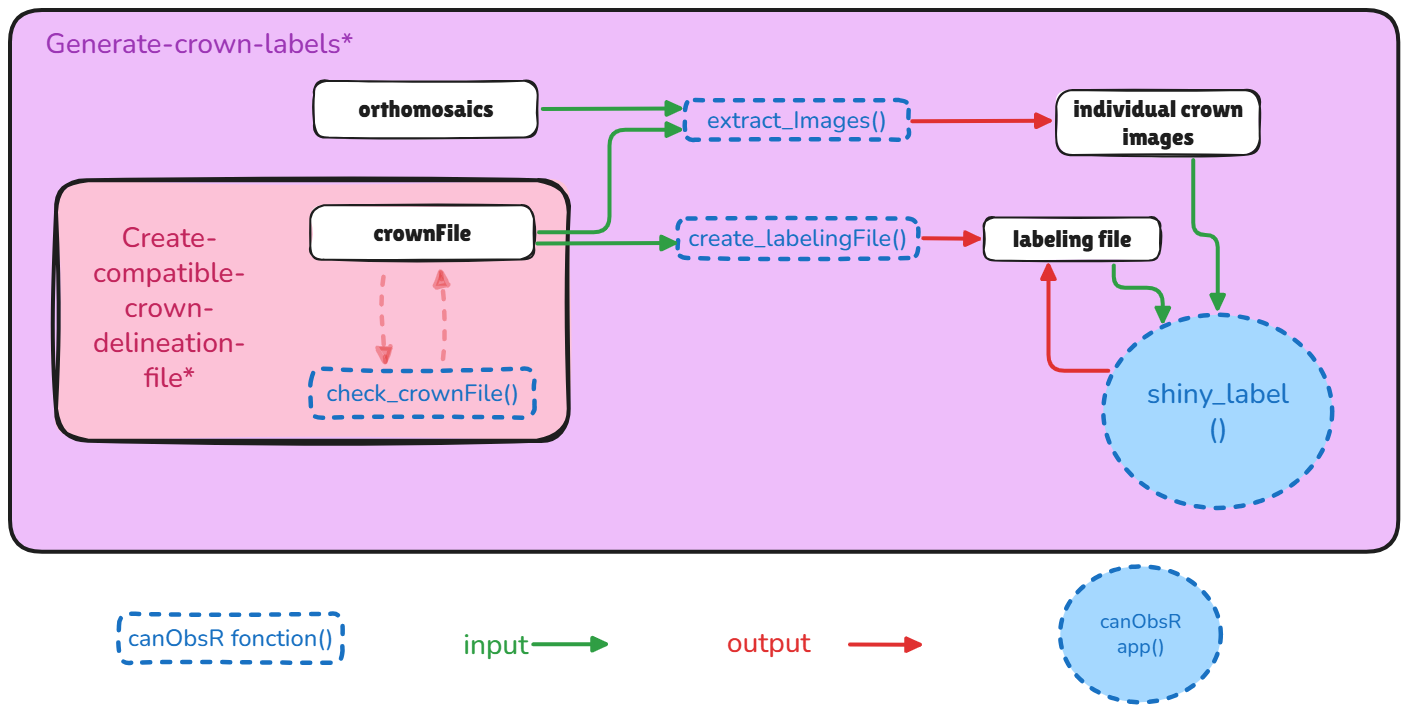 Generate-crown-labels*
orthomosaics
extract_Images()
individual crown
images
Create-
compatible-
crown-
delineation-
file*
crownFile
create_labelingFile()
labeling file
check_crownFile()
shiny_label
()
canObsR fonction()
input
output
canObsR
app()